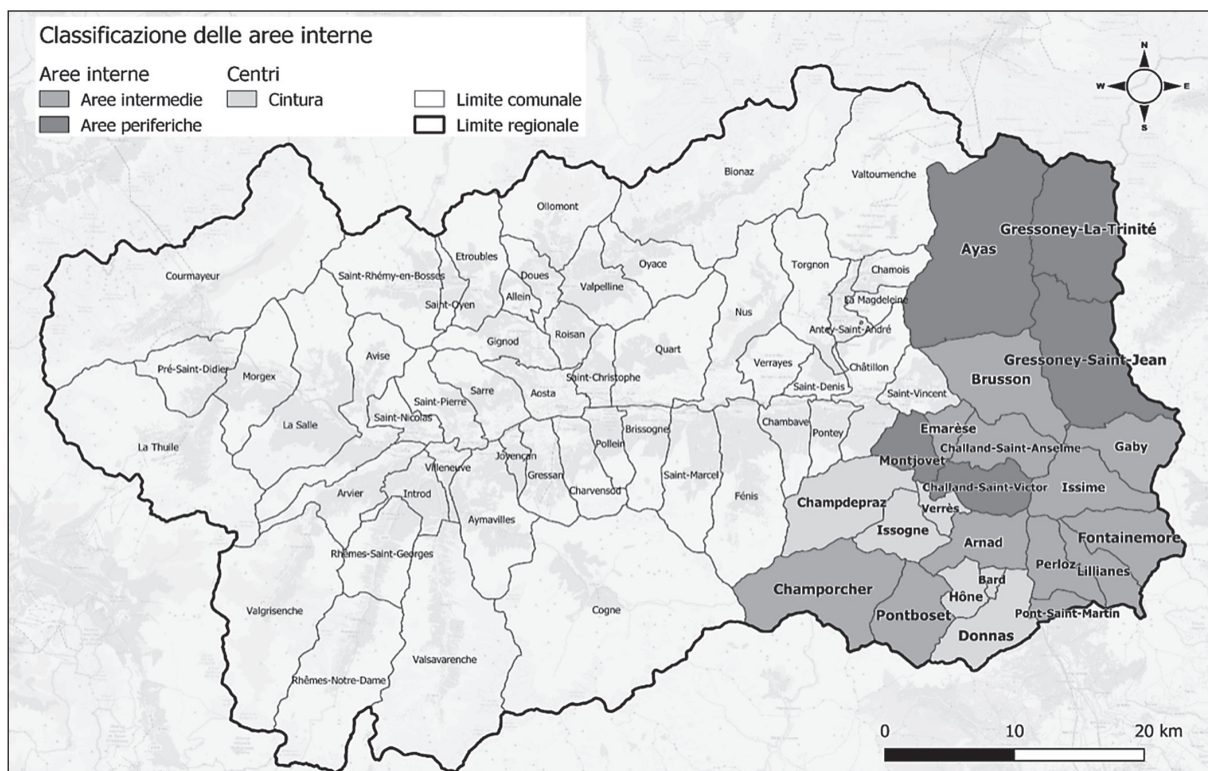 Classificazione delle aree interne
Aree interne
Centri
Aree intermedie
Cintura
Limite comunale
Aree periferiche
Limite regionale
N
W
E
S
Bionaz
Valtournenche
Ollomont
Gressoney-La-Trinité
Ayas
Etroubles
Oyace
Torgnon
Chamois
Courmayeur
Saint-Rhémy-en-Bosses
Doues
Valpelline
Saint-Oyen
Allein
La Magdeleine
Nus
Antey-Saint-André
Roisan
Gignod
Quart
Avise
Gressoney-Saint-Jean
Verrayes
Châtillon
Pré-Saint-Didier
Morgex
Saint-Christophe
Brusson
Saint-Denis
Sarre
Aosta
Saint-Vincent
Saint-Pierre
Saint-Nicolas
La Salle
Chambave
Emarèse
Brissogne
Pontey
Pollein
La Thuile
Challand-Saint-Anselme
Gaby
Joyençan
Montjovet
Villeneuve
Gressan
Saint-Marcel
Challand-Saint-Victor
Issime
Arvier
Introd
Charvensod
Fénis
Champdepraz
Verrès
Aymavilles
Issogne
Fontainemore
Arnad
Rhêmes-Saint-Georges
Perloz
Lillianes
Bard
Champorcher
Hône
Valgrisenche
Cogne
Pontboset
Pont-Saint-Martin
Donnas
Valsavarenche
Rhêmes-Notre-Dame
0
10
20 km